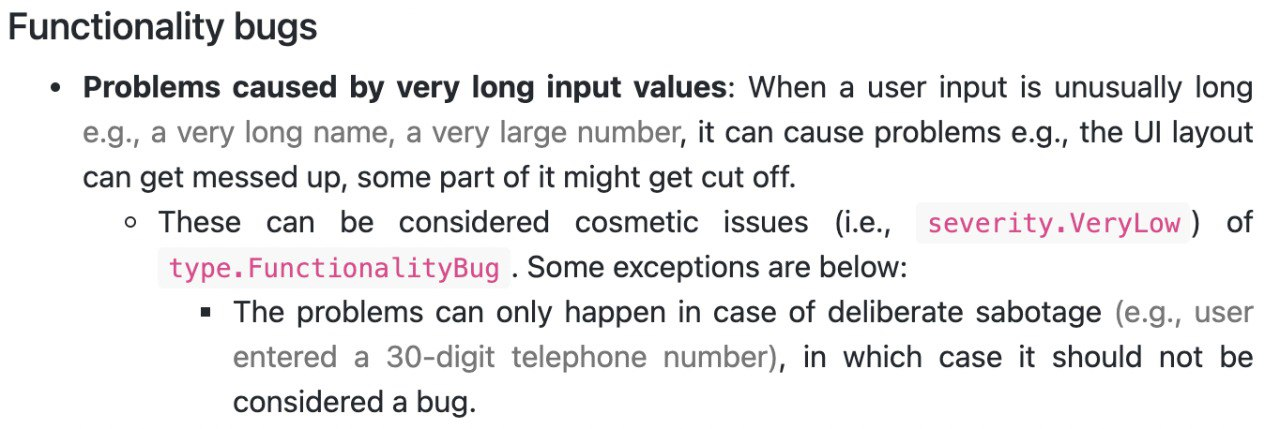 Functionality bugs
• Problems caused by very long input values: When a user input is unusually long
e.g., a very long name, a very large number, it can cause problems e.g., the UI layout
can get messed up, some part of it might get cut off.
○ These can be considered cosmetic issues (i.e., severity.VeryLow) of
type.FunctionalityBug. Some exceptions are below:
▪ The problems can only happen in case of deliberate sabotage (e.g., user
entered a 30-digit telephone number), in which case it should not be
considered a bug.